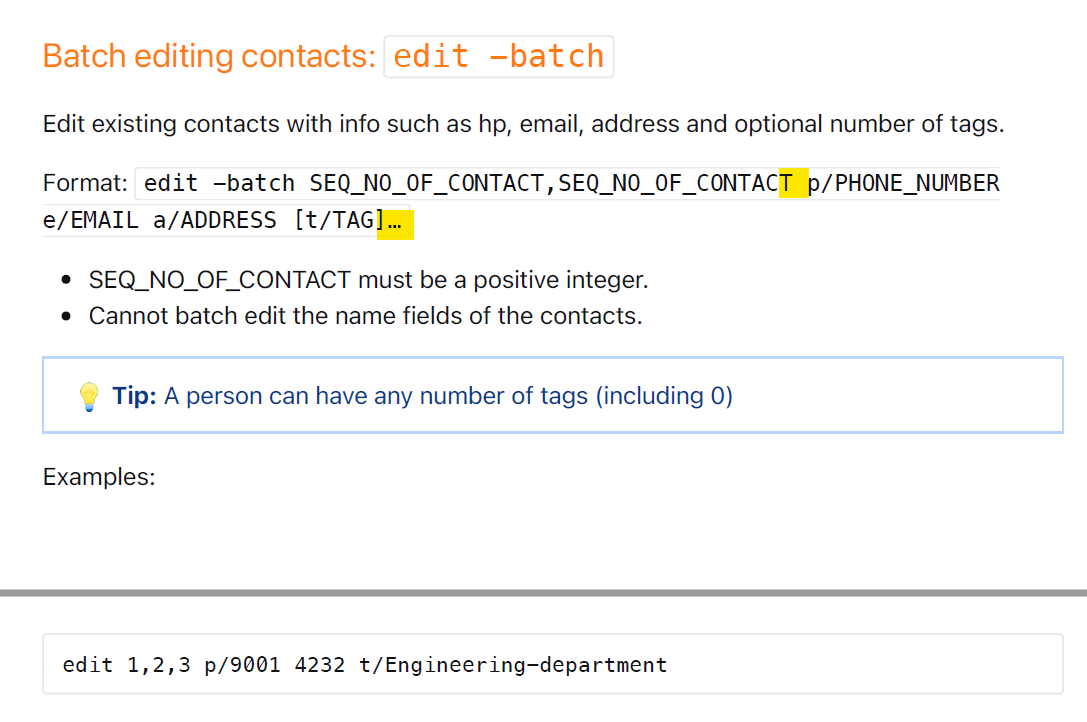 Batch editing contacts: edit –batch
Edit existing contacts with info such as hp, email, address and optional number of tags.
Format: edit –batch SEQ_NO_OF_CONTACT,SEQ_NO_OF_CONTACT p/PHONE_NUMBER
e/EMAIL a/ADDRESS [t/TAG]…
• SEQ_NO_OF_CONTACT must be a positive integer.
• Cannot batch edit the name fields of the contacts.
💡 Tip: A person can have any number of tags (including 0)
Examples:
edit 1,2,3 p/9001 4232 t/Engineering-department